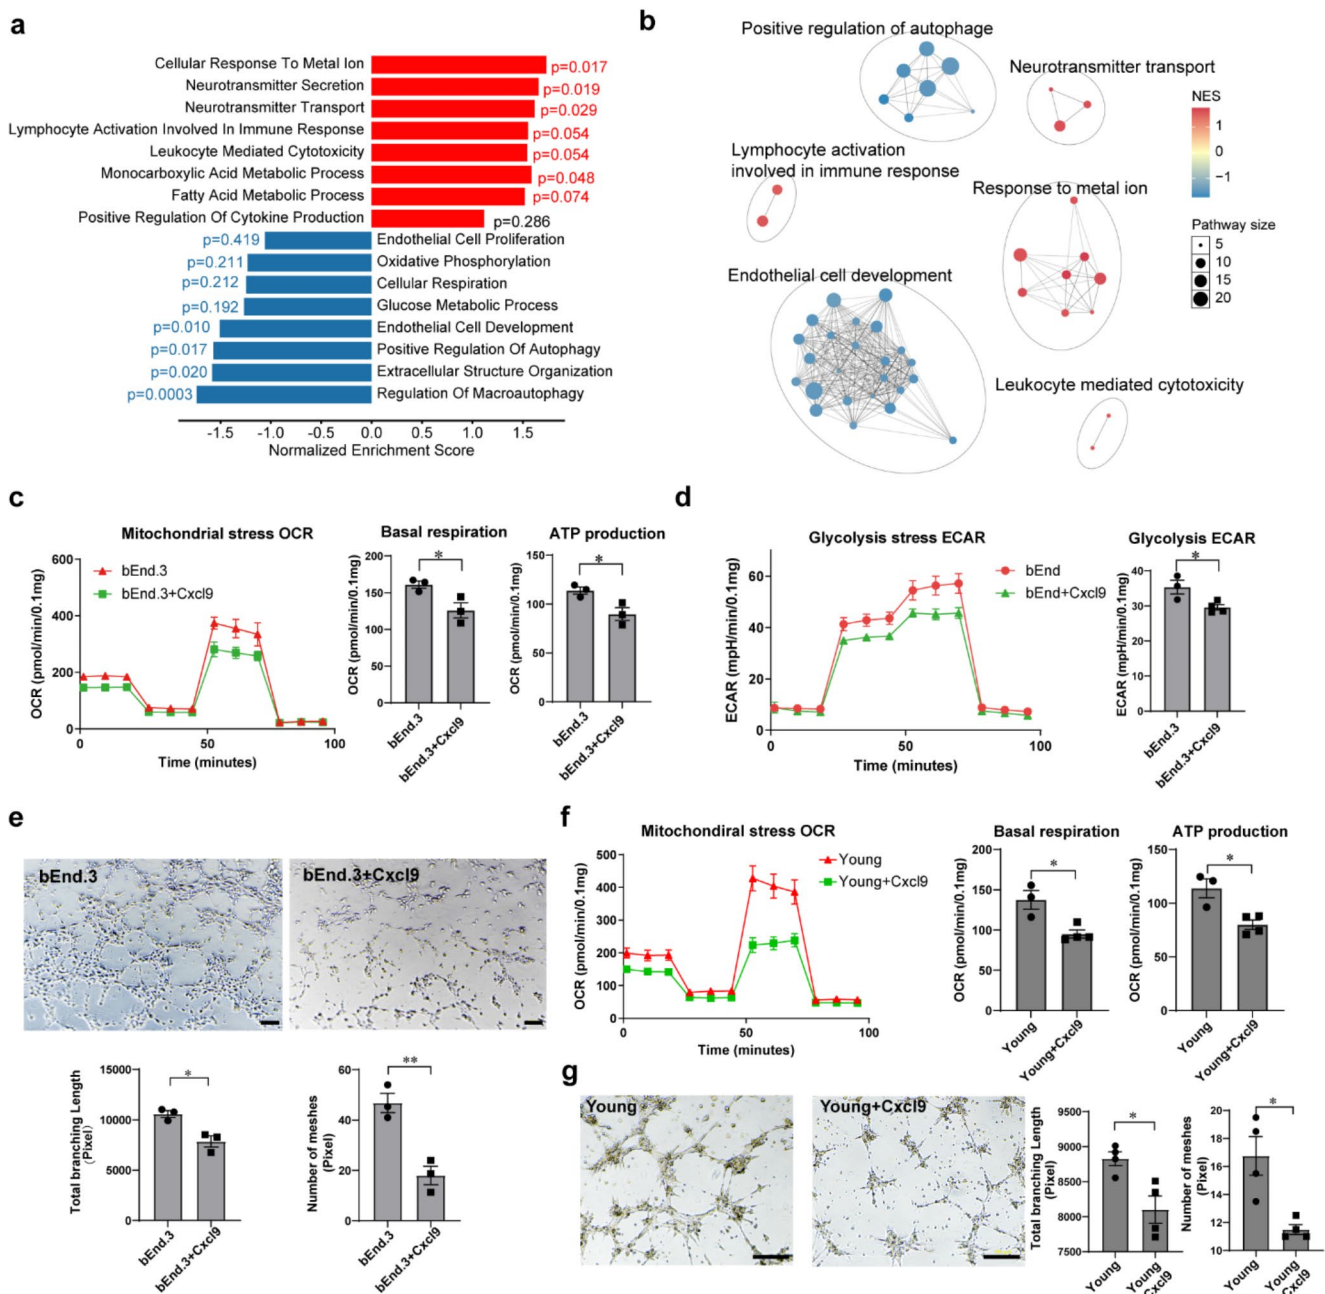 a
Cellular Response To Metal Ion
p=0.017
Neurotransmitter Secretion
p=0.019
Neurotransmitter Transport
p=0.029
Lymphocyte Activation Involved In Immune Response
p=0.054
Leukocyte Mediated Cytotoxicity
p=0.054
Monocarboxylic Acid Metabolic Process
p=0.048
Fatty Acid Metabolic Process
p=0.074
Positive Regulation Of Cytokine Production
p=0.286
p=0.419
Endothelial Cell Proliferation
p=0.211
Oxidative Phosphorylation
p=0.212
Cellular Respiration
p=0.192
Glucose Metabolic Process
p=0.010
Endothelial Cell Development
p=0.017
Positive Regulation Of Autophagy
p=0.020
Extracellular Structure Organization
p=0.0003
Regulation Of Macroautophagy
-1.5 -1.0 -0.5 0.0 0.5 1.0 1.5
Normalized Enrichment Score
b
Positive regulation of autophage
Neurotransmitter transport
Lymphocyte activation
involved in immune response
Response to metal ion
Endothelial cell development
Leukocyte mediated cytotoxicity
NES
1
0
−1
Pathway size
5
10
15
20
c
Mitochondrial stress OCR
OCR (pmol/min/0.1mg)
600
400
200
0
0 50 100
Time (minutes)
bEnd.3
bEnd.3+Cxcl9
Basal respiration
OCR (pmol/min/0.1mg)
200
150
100
50
0
*
bEnd.3
bEnd.3+Cxcl9
ATP production
OCR (pmol/min/0.1mg)
150
100
50
0
*
bEnd.3
bEnd.3+Cxcl9
d
Glycolysis stress ECAR
ECAR (mpH/min/0.1mg)
60
40
20
0
0 50 100
Time (minutes)
bEnd
bEnd+Cxcl9
Glycolysis ECAR
ECAR (mpH/min/0.1mg)
40
30
20
10
0
*
bEnd.3
bEnd.3+Cxcl9
e
bEnd.3
bEnd.3+Cxcl9
Total branching Length
(Pixel)
15000
10000
5000
0
*
bEnd.3
bEnd.3+Cxcl9
Number of meshes
(Pixel)
60
40
20
0
**
bEnd.3
bEnd.3+Cxcl9
f
Mitochondiral stress OCR
OCR (pmol/min/0.1mg)
500
400
300
200
100
0
0 50 100
Time (minutes)
Young
Young+Cxcl9
Basal respiration
OCR (pmol/min/0.1mg)
200
150
100
50
0
*
Young
Young+Cxcl9
ATP production
OCR (pmol/min/0.1mg)
150
100
50
0
*
Young
Young+Cxcl9
g
Young
Young+Cxcl9
Total branching Length
(Pixel)
9500
9000
8500
8000
7500
*
Young
Young
Number of meshes
(Pixel)
20
18
16
14
12
10
*
Young
Young